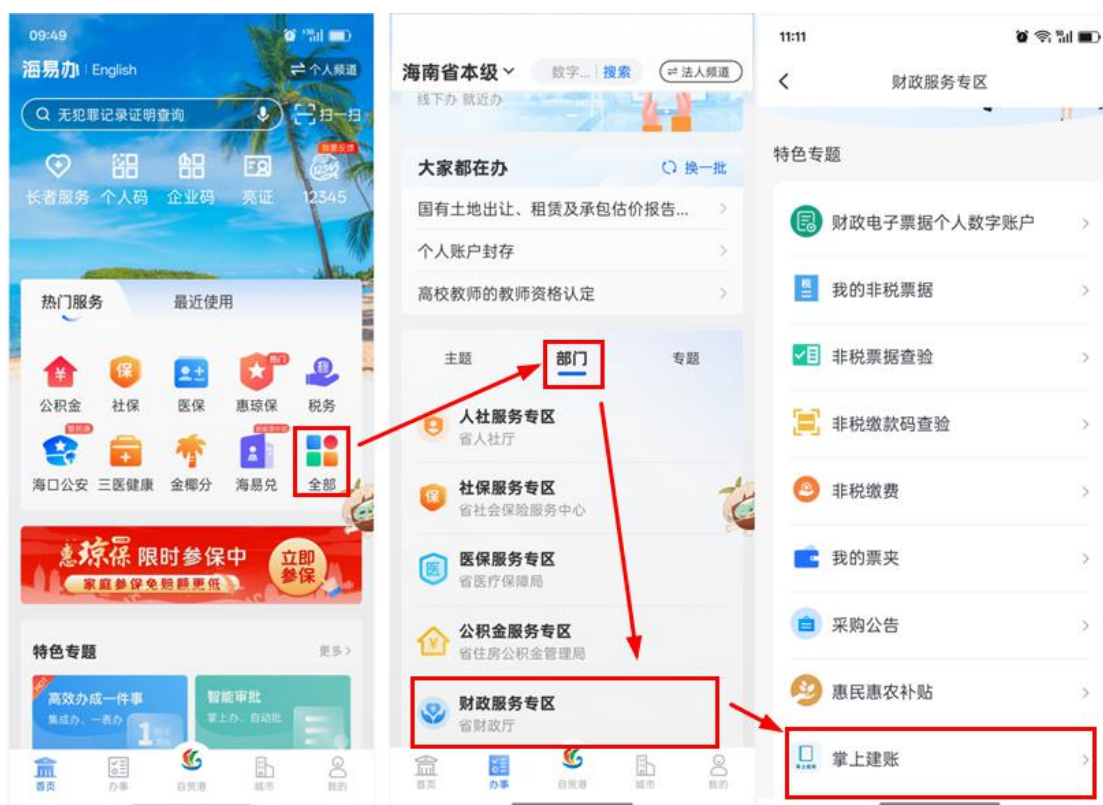 09:49
海易办 English
个人频道
无犯罪记录证明查询
扫一扫
我要反馈
长者服务 个人码 企业码 亮证 12345
热门服务 最近使用
热门
公积金 社保 医保 惠琼保 税务
海口公安 三医健康 金椰分 海易兑 全部
惠琼保 限时参保中
家庭参保免赔额更低
立即
参保
特色专题 更多>
HOT
高效办成一件事
集成办、一表办
智能审批
掌上办、自动批
首页 办事 自贸港 城市 我的
海南省本级
数字... 搜索
法人频道
线下办 就近办
大家都在办 换一批
国有土地出让、租赁及承包估价报告...
个人账户封存
高校教师的教师资格认定
主题 部门 专题
人社服务专区
省人社厅
社保服务专区
省社会保险服务中心
医保服务专区
省医疗保障局
公积金服务专区
省住房公积金管理局
财政服务专区
省财政厅
首页 办事 自贸港 城市 我的
11:11
财政服务专区
特色专题
财政电子票据个人数字账户
我的非税票据
非税票据查验
非税缴款码查验
非税缴费
我的票夹
采购公告
惠民惠农补贴
掌上建账